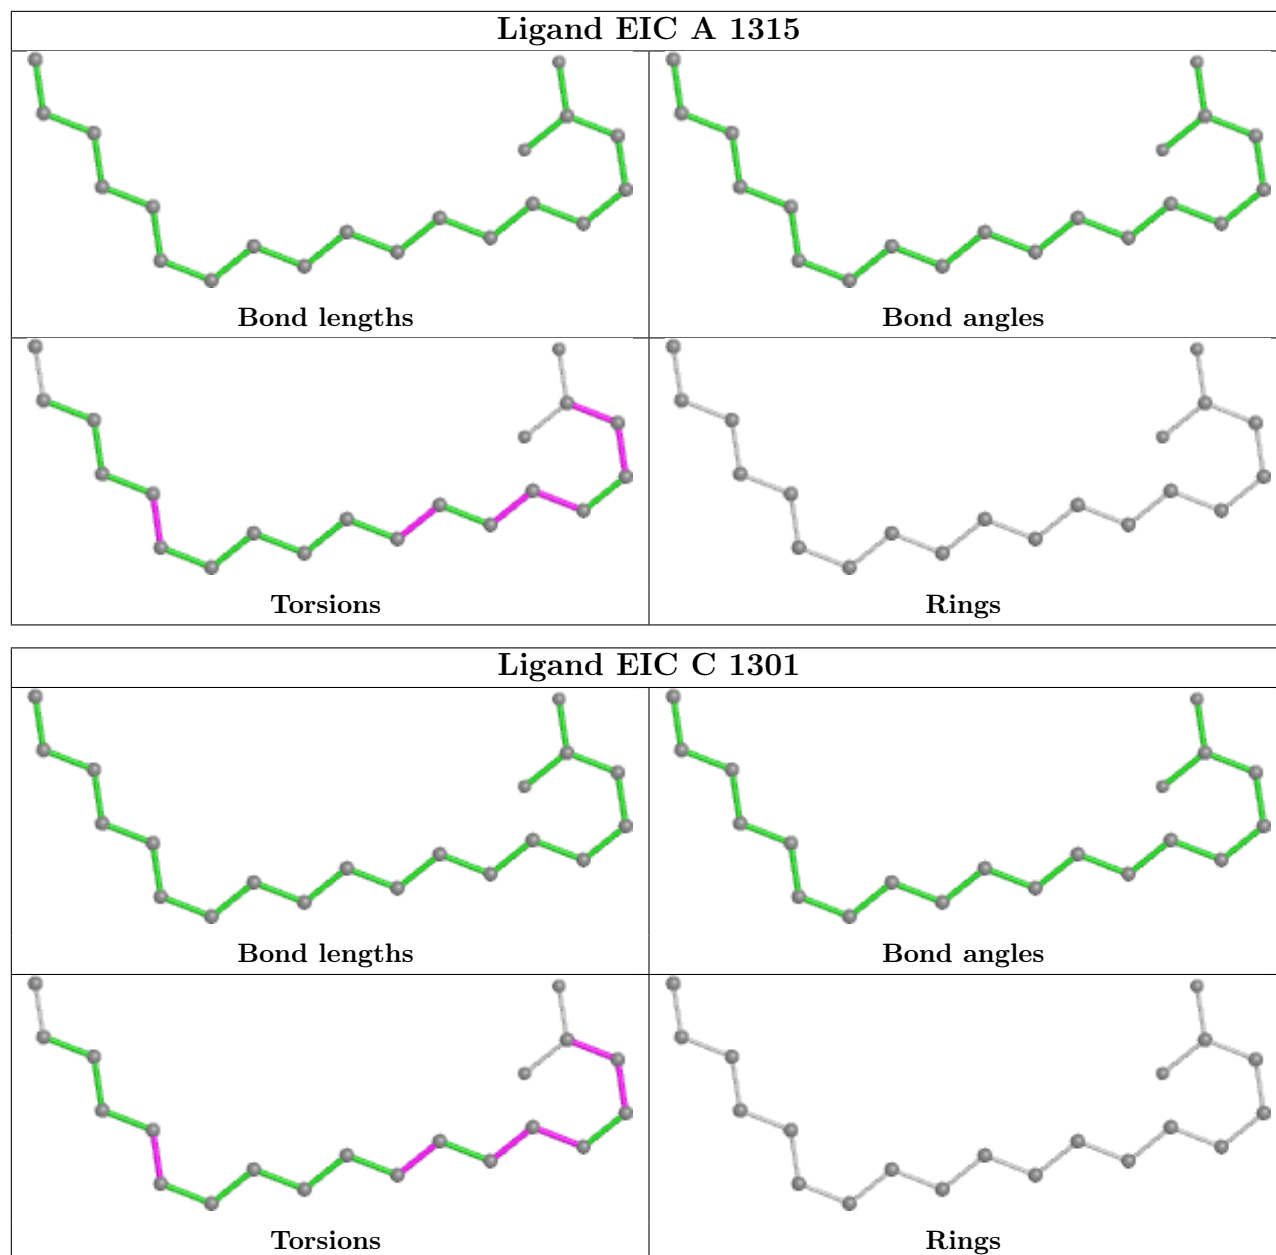 Ligand EIC A 1315
Bond lengths
Bond angles
Torsions
Rings
Ligand EIC C 1301
Bond lengths
Bond angles
Torsions
Rings